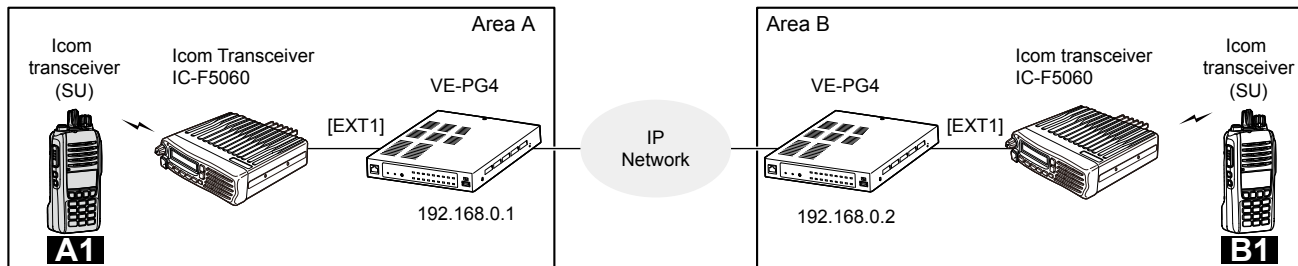 Area A
Icom
transceiver
(SU)
Icom Transceiver
IC-F5060
VE-PG4
[EXT1]
192.168.0.1
A1
IP
Network
Area B
VE-PG4
[EXT1]
192.168.0.2
Icom transceiver
IC-F5060
Icom
transceiver
(SU)
B1